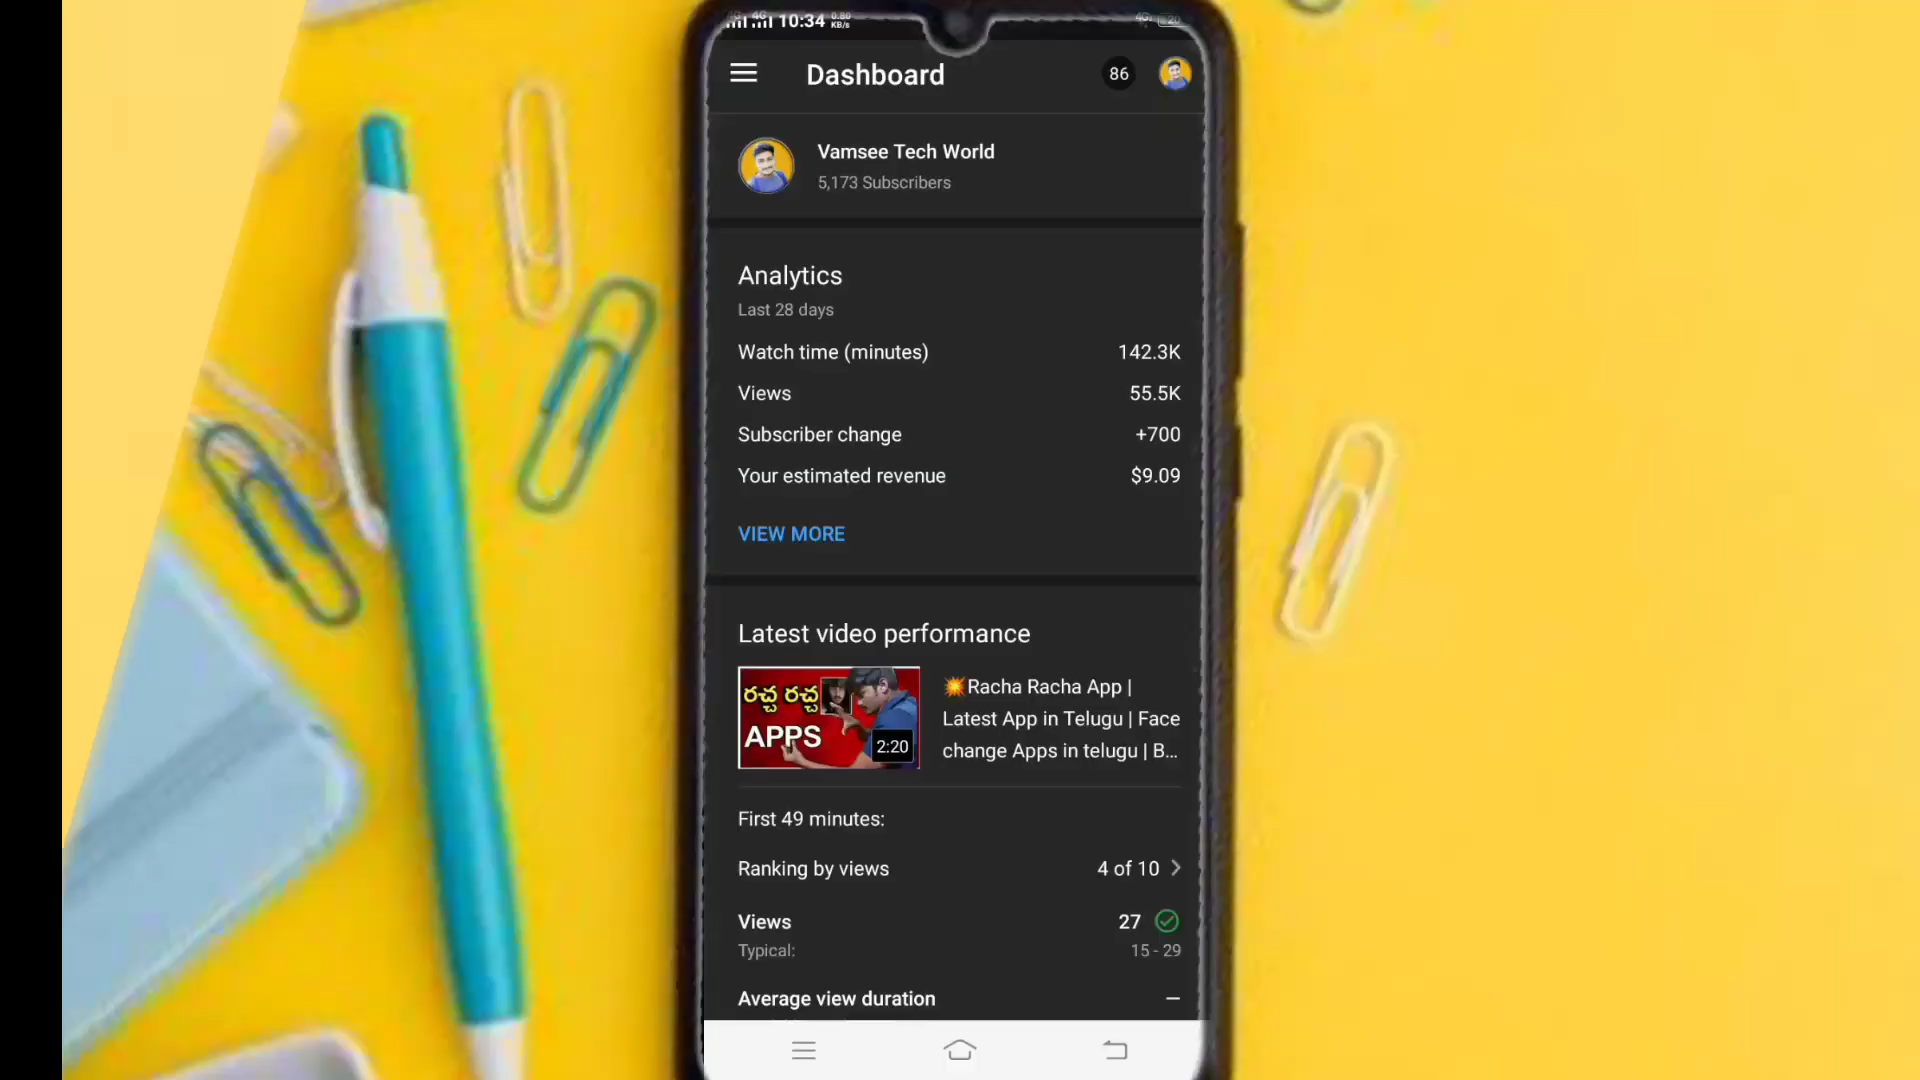 10:34 0.80 KB/s
Dashboard
86
Vamsee Tech World
5,173 Subscribers
Analytics
Last 28 days
Watch time (minutes) 142.3K
Views 55.5K
Subscriber change +700
Your estimated revenue $9.09
VIEW MORE
Latest video performance
రచ్చ రచ్చ
APPS
2:20
💥Racha Racha App |
Latest App in Telugu | Face
change Apps in telugu | B...
First 49 minutes:
Ranking by views 4 of 10
Views 27
Typical: 15 - 29
Average view duration –